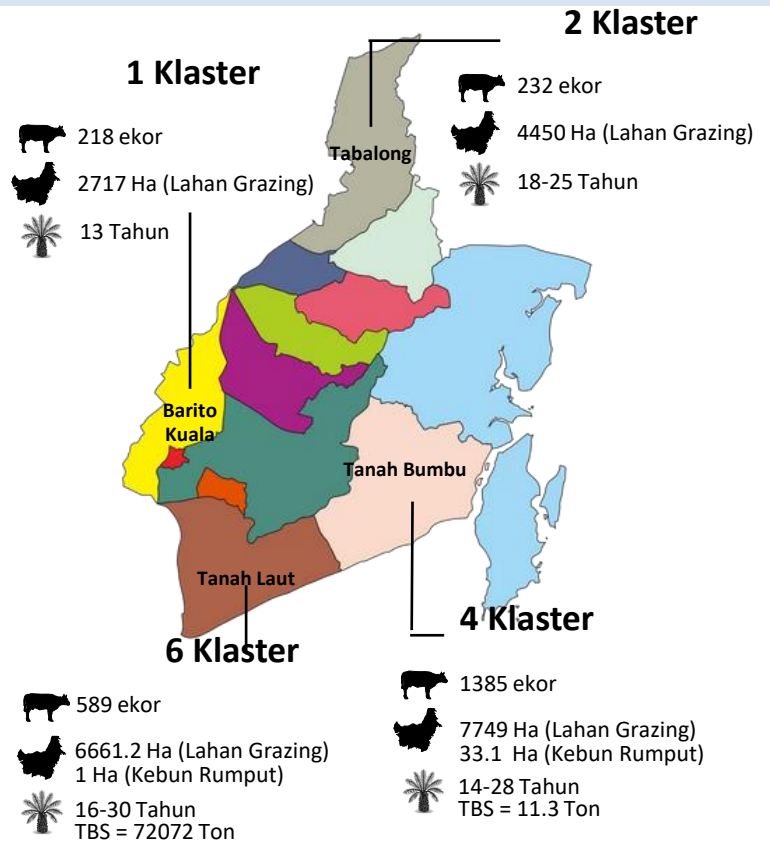 2 Klaster
232 ekor
4450 Ha (Lahan Grazing)
18-25 Tahun
1 Klaster
218 ekor
2717 Ha (Lahan Grazing)
13 Tahun
Tabalong
Barito
Kuala
Tanah Bumbu
Tanah Laut
6 Klaster
589 ekor
6661.2 Ha (Lahan Grazing)
1 Ha (Kebun Rumput)
16-30 Tahun
TBS = 72072 Ton
4 Klaster
1385 ekor
7749 Ha (Lahan Grazing)
33.1 Ha (Kebun Rumput)
14-28 Tahun
TBS = 11.3 Ton